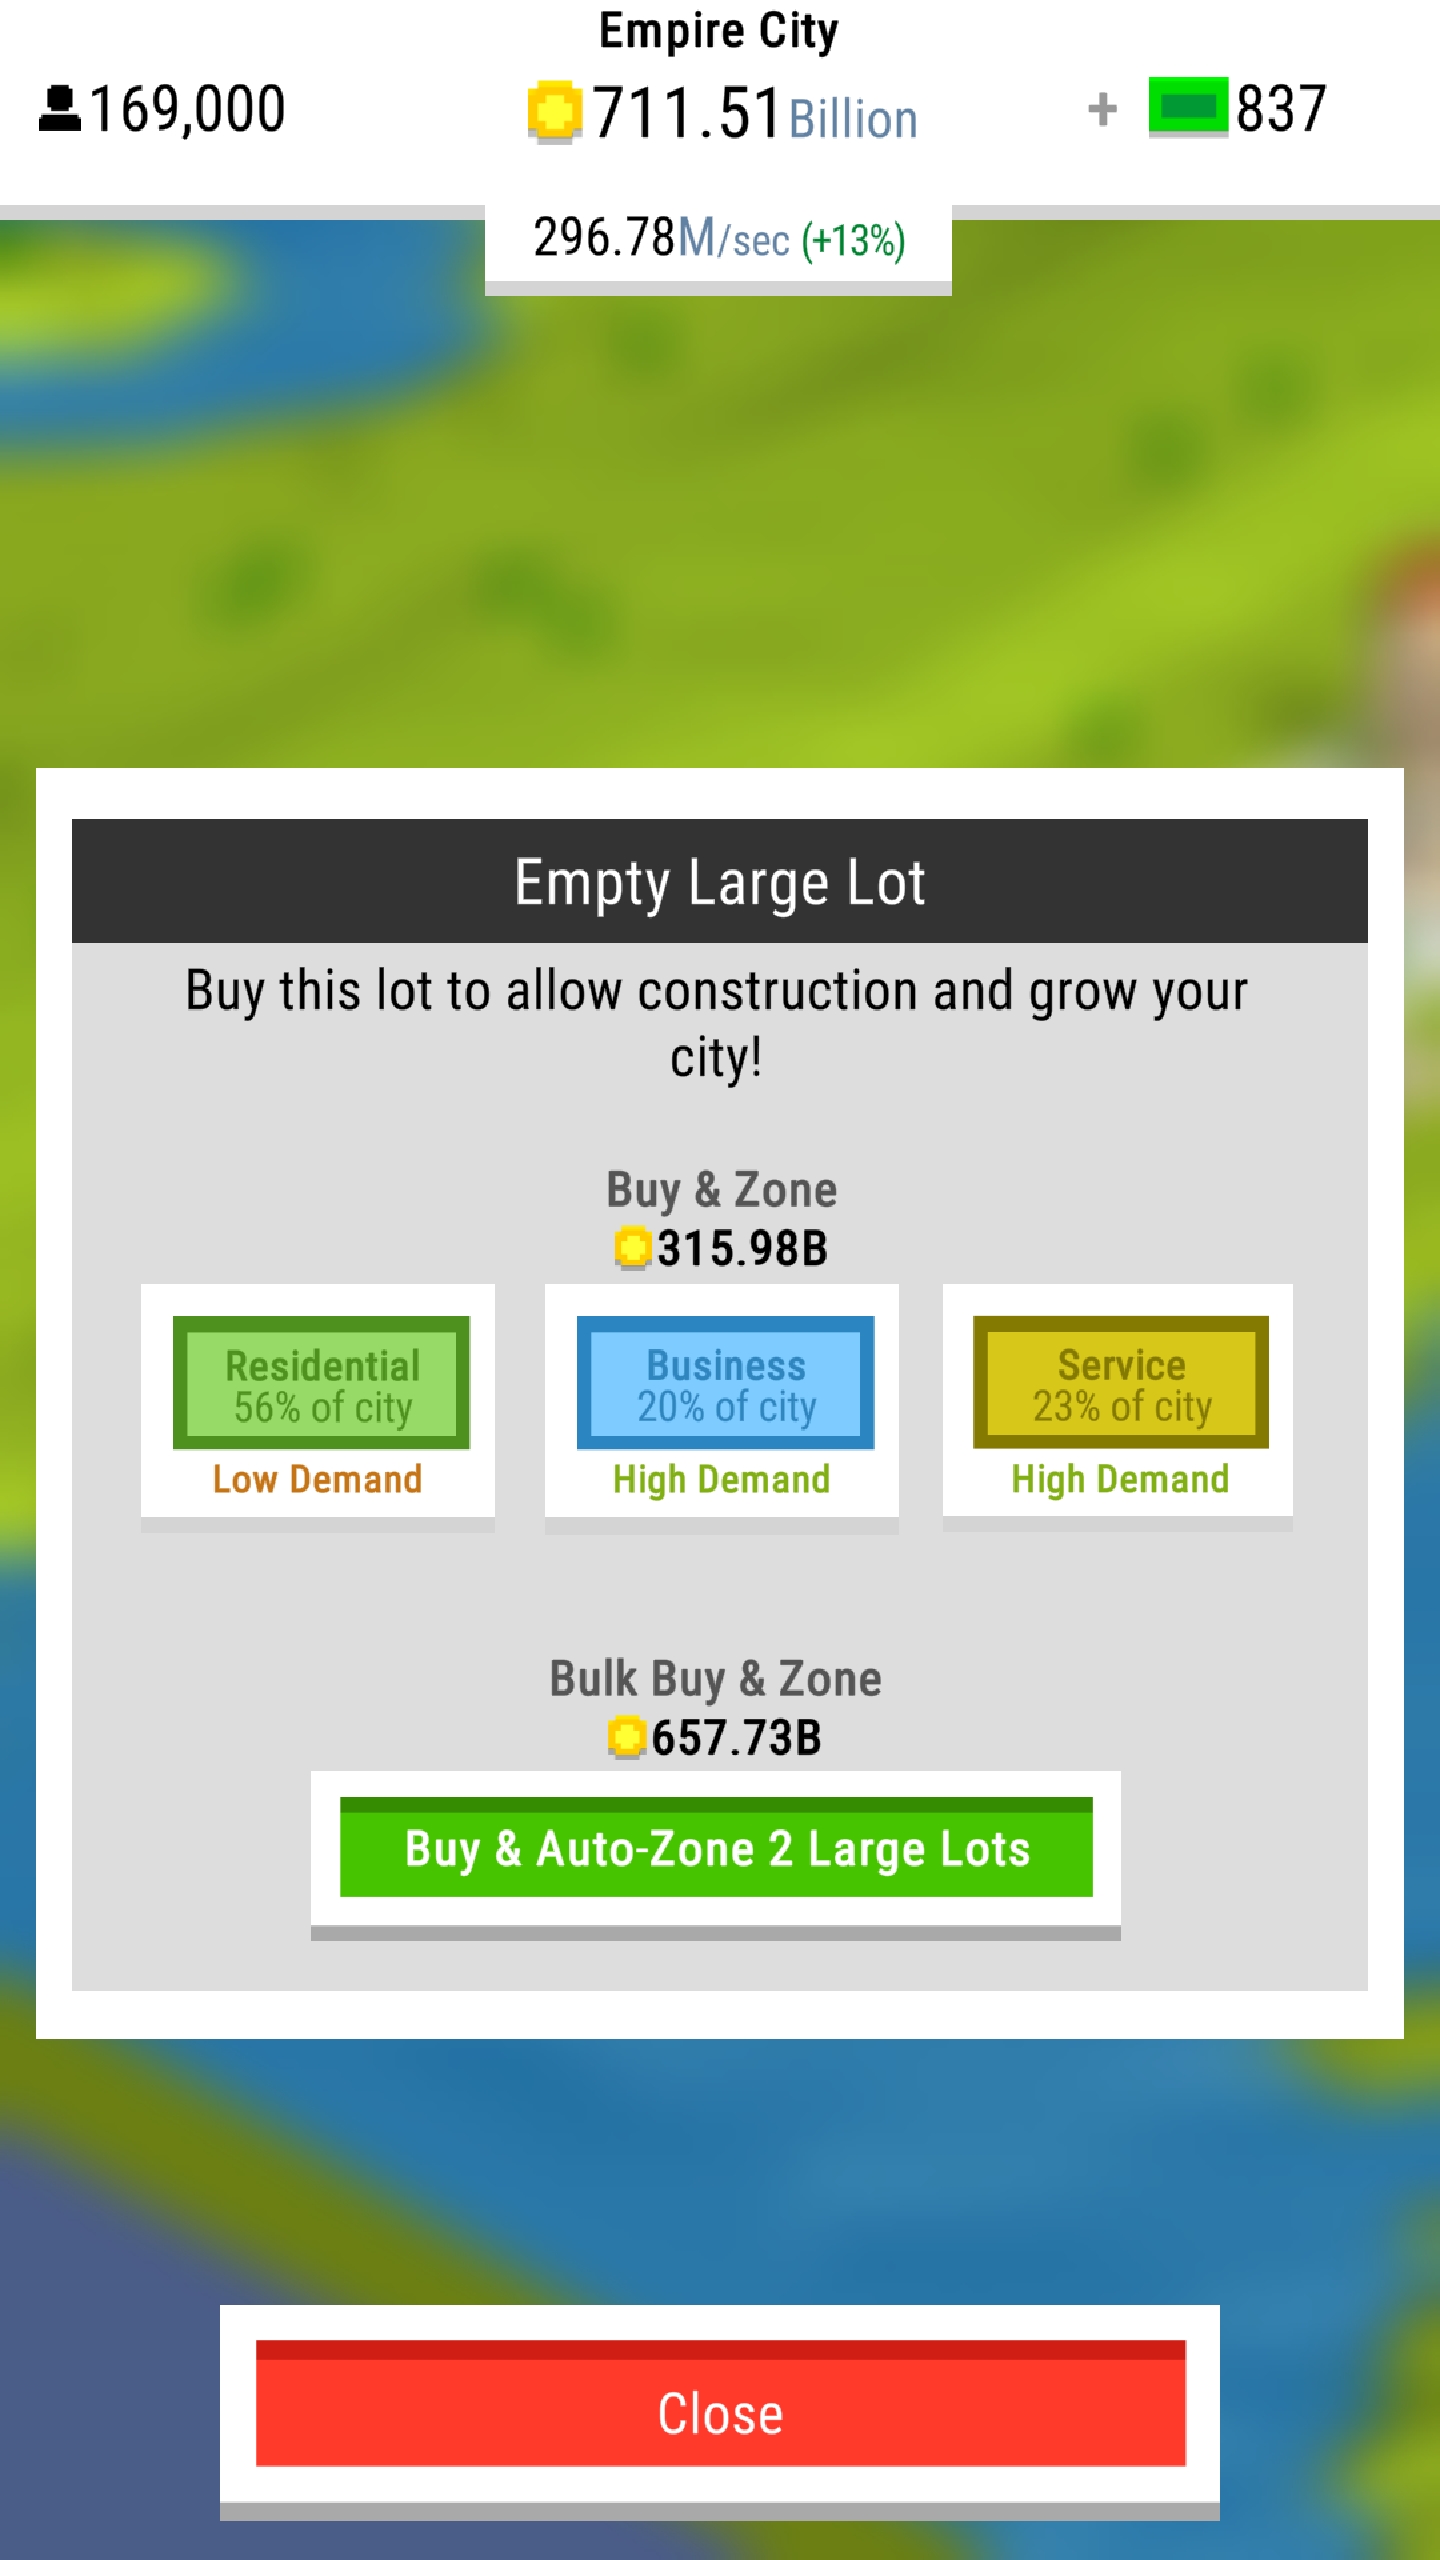 Empire City
169,000
711.51 Billion
+ 837
296.78M/sec (+13%)
Empty Large Lot
Buy this lot to allow construction and grow your
city!
Buy & Zone
315.98B
Residential
56% of city
Low Demand
Business
20% of city
High Demand
Service
23% of city
High Demand
Bulk Buy & Zone
657.73B
Buy & Auto-Zone 2 Large Lots
Close